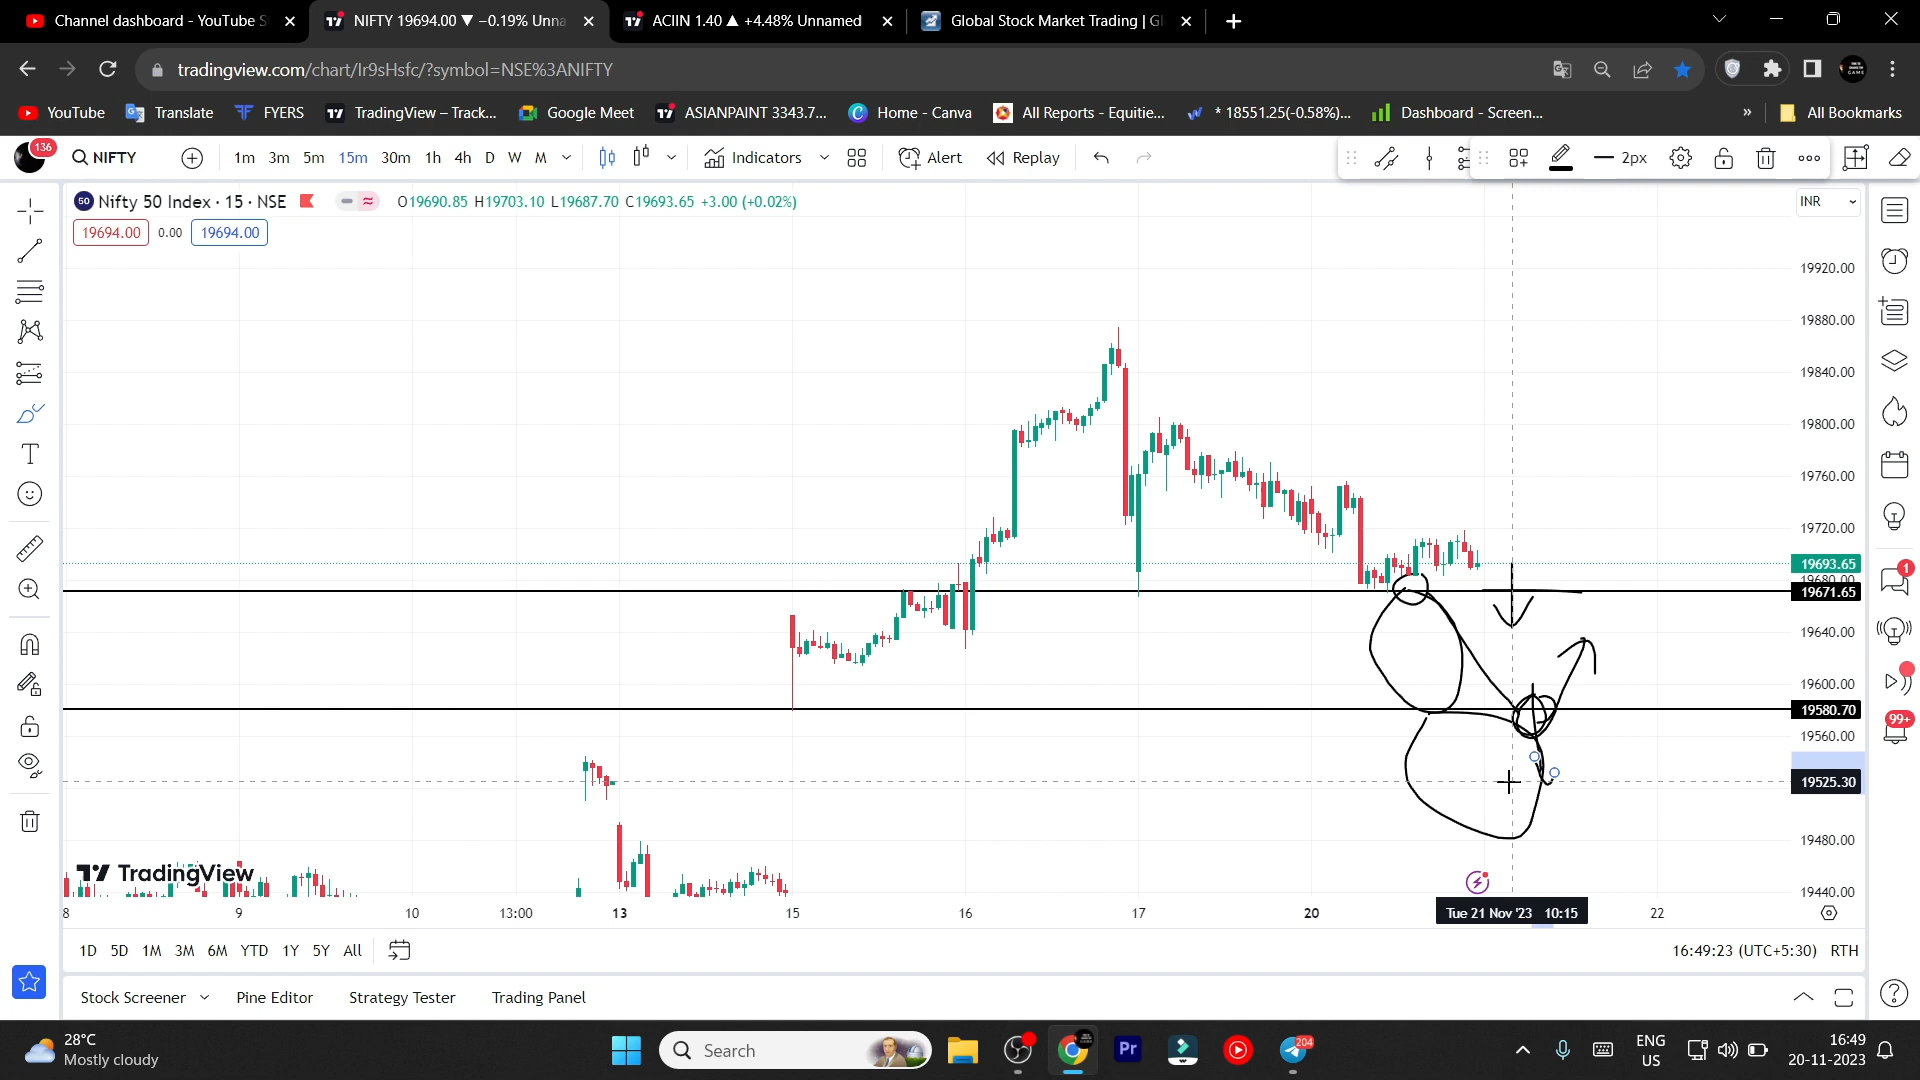 Channel dashboard - YouTube S
NIFTY 19694.00 ▼ −0.19% Unna
ACIIN 1.40 ▲ +4.48% Unnamed
Global Stock Market Trading | Gl
tradingview.com/chart/Ir9sHsfc/?symbol=NSE%3ANIFTY
YouTube
Translate
FYERS
TradingView – Track...
Google Meet
ASIANPAINT 3343.7...
Home - Canva
All Reports - Equitie...
* 18551.25(-0.58%)...
Dashboard - Screen...
»
All Bookmarks
136
NIFTY
1m 3m 5m 15m 30m 1h 4h D W M
Indicators
Alert
Replay
2px
50 Nifty 50 Index · 15 · NSE
O19690.85 H19703.10 L19687.70 C19693.65 +3.00 (+0.02%)
INR
19694.00 0.00 19694.00
19920.00
19880.00
19840.00
19800.00
19760.00
19720.00
19693.65
19680.00
19671.65
19640.00
19600.00
19580.70
19560.00
19525.30
19480.00
19440.00
1
99+
TradingView
8 9 10 13:00 13 15 16 17 20 Tue 21 Nov '23 10:15 22
1D 5D 1M 3M 6M YTD 1Y 5Y All
16:49:23 (UTC+5:30) RTH
Stock Screener Pine Editor Strategy Tester Trading Panel
28°C
Mostly cloudy
Search
Pr
204
ENG
US
16:49
20-11-2023